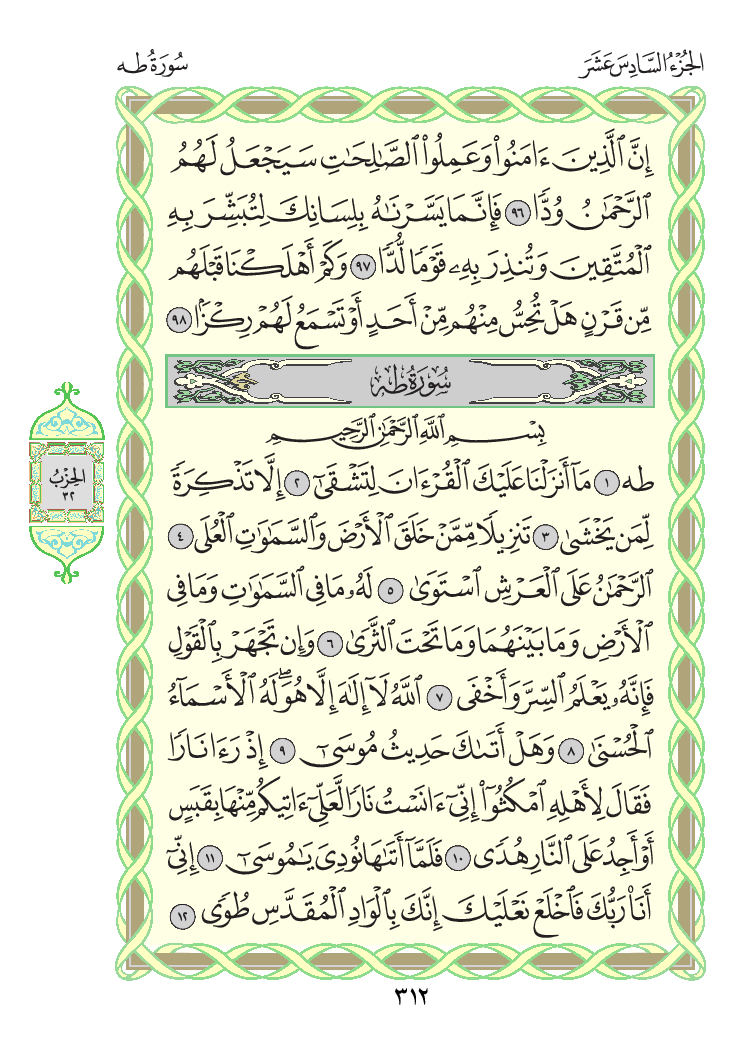 الجُزْءُ السَّادِسَ عَشَرَ
سُورَةُ طه
إِنَّ ٱلَّذِينَ ءَامَنُوا۟ وَعَمِلُوا۟ ٱلصَّـٰلِحَـٰتِ سَيَجْعَلُ لَهُمُ
ٱلرَّحْمَـٰنُ وُدًّا ٩٦ فَإِنَّمَا يَسَّرْنَـٰهُ بِلِسَانِكَ لِتُبَشِّرَ بِهِ
ٱلْمُتَّقِينَ وَتُنذِرَ بِهِۦ قَوْمًا لُّدًّا ٩٧ وَكَمْ أَهْلَكْنَا قَبْلَهُم
مِّن قَرْنٍ هَلْ تُحِسُّ مِنْهُم مِّنْ أَحَدٍ أَوْ تَسْمَعُ لَهُمْ رِكْزًۢا ٩٨
سُورَةُ طه
بِسْمِ ٱللَّهِ ٱلرَّحْمَـٰنِ ٱلرَّحِيمِ
طه ١ مَآ أَنزَلْنَا عَلَيْكَ ٱلْقُرْءَانَ لِتَشْقَىٰٓ ٢ إِلَّا تَذْكِرَةً
لِّمَن يَخْشَىٰ ٣ تَنزِيلًا مِّمَّنْ خَلَقَ ٱلْأَرْضَ وَٱلسَّمَـٰوَٰتِ ٱلْعُلَى ٤
ٱلرَّحْمَـٰنُ عَلَى ٱلْعَرْشِ ٱسْتَوَىٰ ٥ لَهُۥ مَا فِى ٱلسَّمَـٰوَٰتِ وَمَا فِى
ٱلْأَرْضِ وَمَا بَيْنَهُمَا وَمَا تَحْتَ ٱلثَّرَىٰ ٦ وَإِن تَجْهَرْ بِٱلْقَوْلِ
فَإِنَّهُۥ يَعْلَمُ ٱلسِّرَّ وَأَخْفَى ٧ ٱللَّهُ لَآ إِلَـٰهَ إِلَّا هُوَۖ لَهُ ٱلْأَسْمَآءُ
ٱلْحُسْنَىٰ ٨ وَهَلْ أَتَىٰكَ حَدِيثُ مُوسَىٰٓ ٩ إِذْ رَءَا نَارًا
فَقَالَ لِأَهْلِهِ ٱمْكُثُوٓا۟ إِنِّىٓ ءَانَسْتُ نَارًا لَّعَلِّىٓ ءَاتِيكُم مِّنْهَا بِقَبَسٍ
أَوْ أَجِدُ عَلَى ٱلنَّارِ هُدًى ١٠ فَلَمَّآ أَتَىٰهَا نُودِىَ يَـٰمُوسَىٰٓ ١١ إِنِّىٓ
أَنَا۠ رَبُّكَ فَٱخْلَعْ نَعْلَيْكَ إِنَّكَ بِٱلْوَادِ ٱلْمُقَدَّسِ طُوًى ١٢
الحِزْبُ
٣٢
٣١٢